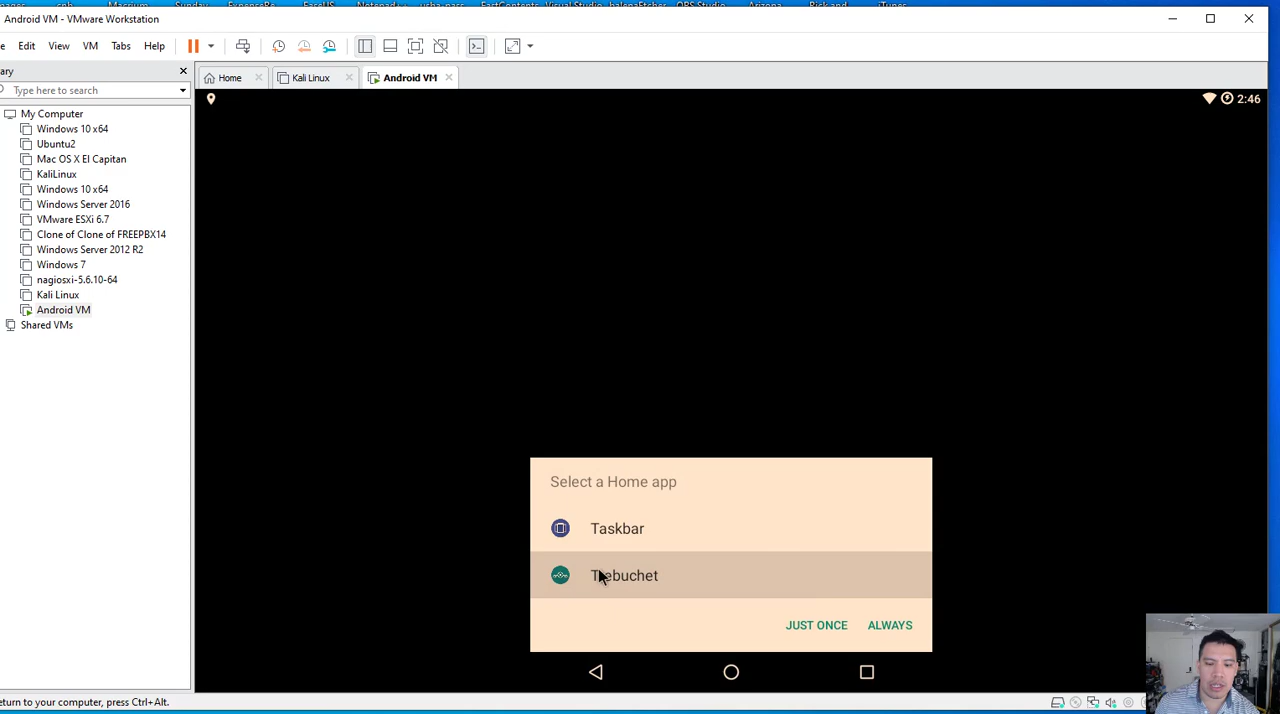 Android VM - VMware Workstation
Edit View VM Tabs Help
Type here to search
Home
Kali Linux
Android VM
2:46
My Computer
Windows 10 x64
Ubuntu2
Mac OS X El Capitan
KaliLinux
Windows 10 x64
Windows Server 2016
VMware ESXi 6.7
Clone of Clone of FREEPBX14
Windows Server 2012 R2
Windows 7
nagiosxi-5.6.10-64
Kali Linux
Android VM
Shared VMs
Select a Home app
Taskbar
Trebuchet
JUST ONCE ALWAYS
eturn to your computer, press Ctrl+Alt.